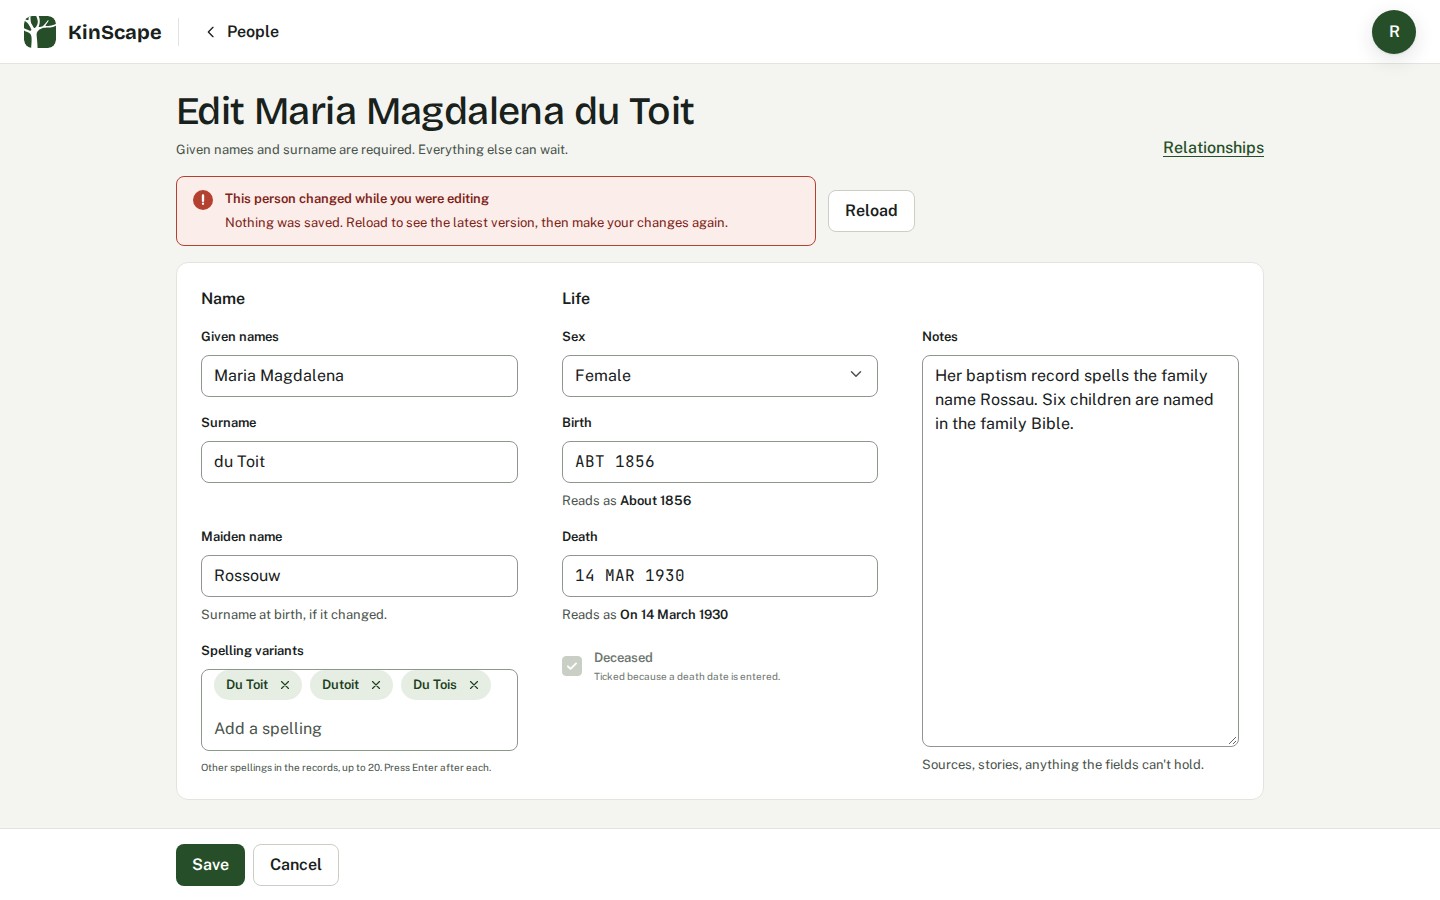 KinScape
People
R
Edit Maria Magdalena du Toit
Given names and surname are required. Everything else can wait.
Relationships
This person changed while you were editing
Nothing was saved. Reload to see the latest version, then make your changes again.
Reload
Name
Given names
Maria Magdalena
Surname
du Toit
Maiden name
Rossouw
Surname at birth, if it changed.
Spelling variants
Du Toit
Dutoit
Du Tois
Add a spelling
Other spellings in the records, up to 20. Press Enter after each.
Life
Sex
Female
Birth
ABT 1856
Reads as About 1856
Death
14 MAR 1930
Reads as On 14 March 1930
Deceased
Ticked because a death date is entered.
Notes
Her baptism record spells the family
name Rossau. Six children are named
in the family Bible.
Sources, stories, anything the fields can't hold.
Save
Cancel